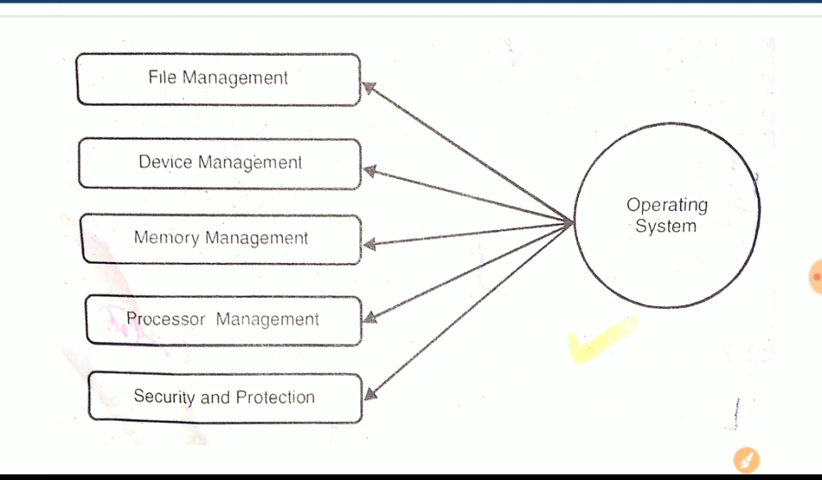 File Management
Device Management
Memory Management
Processor Management
Security and Protection
Operating
System